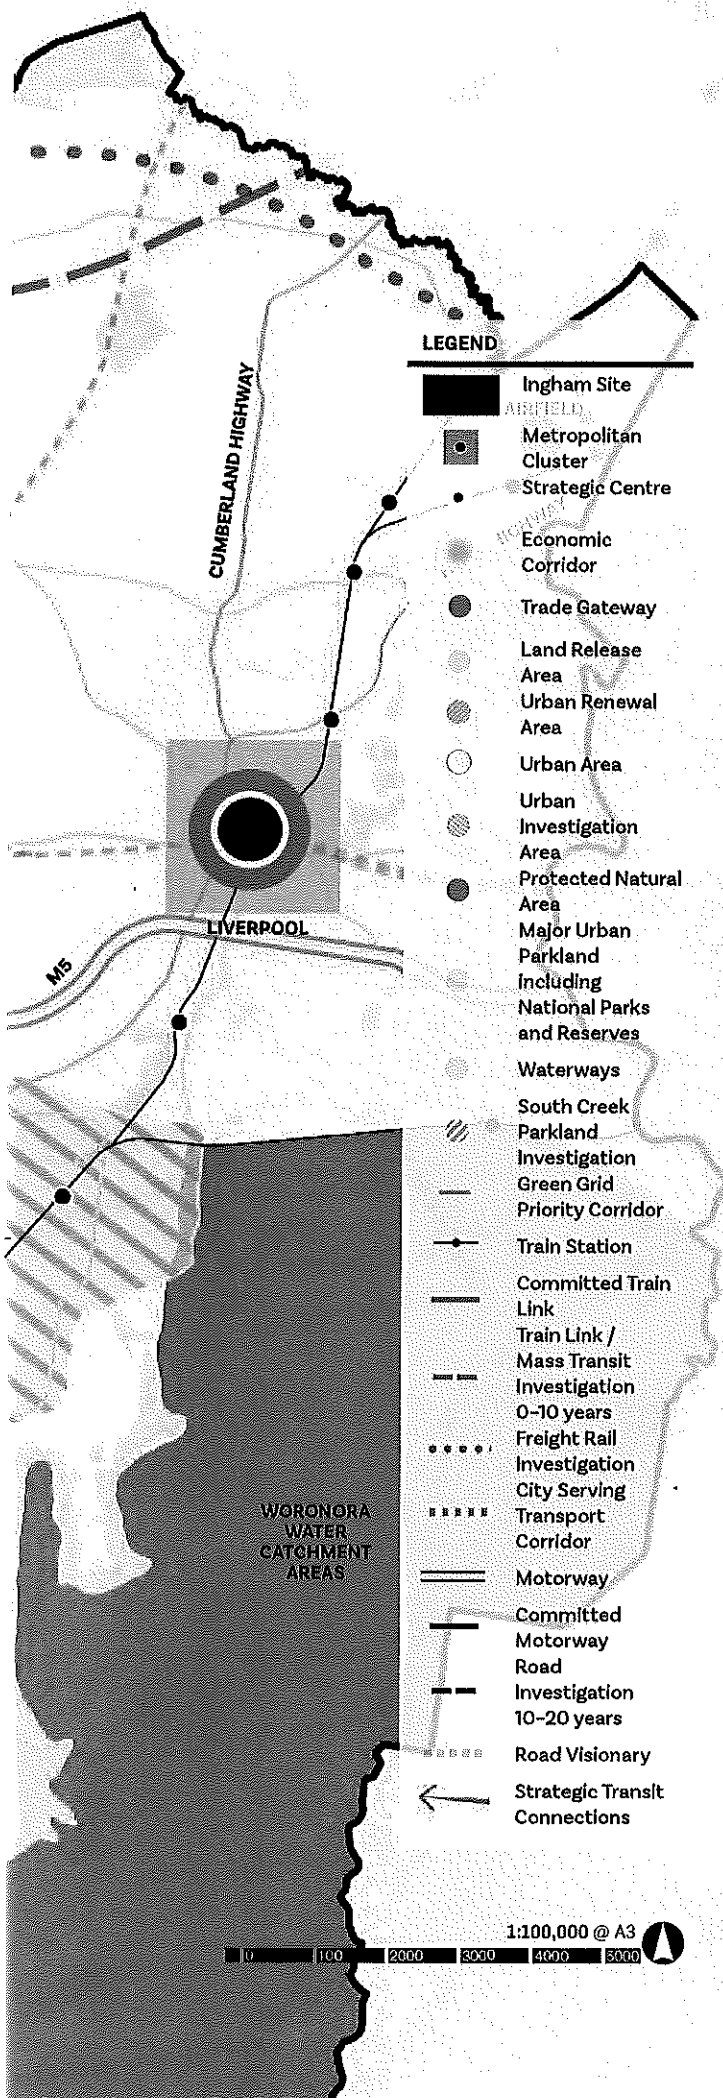 LEGEND
Ingham Site
AIRFIELD
Metropolitan
Cluster
Strategic Centre
HIGHWAY
Economic
Corridor
Trade Gateway
Land Release
Area
Urban Renewal
Area
Urban Area
Urban
Investigation
Area
Protected Natural
Area
Major Urban
Parkland
including
National Parks
and Reserves
Waterways
South Creek
Parkland
Investigation
Green Grid
Priority Corridor
Train Station
Committed Train
Link
Train Link /
Mass Transit
Investigation
0-10 years
Freight Rail
Investigation
City Serving
Transport
Corridor
Motorway
Committed
Motorway
Road
Investigation
10-20 years
Road Visionary
Strategic Transit
Connections
CUMBERLAND HIGHWAY
LIVERPOOL
M5
WORONORA
WATER
CATCHMENT
AREAS
1:100,000 @ A3
0 100 2000 3000 4000 5000